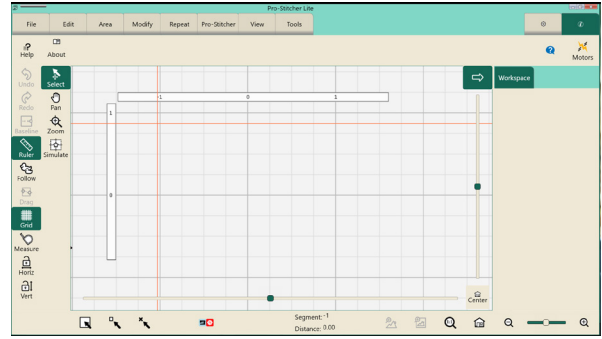 Pro-Stitcher Lite
File Edit Area Modify Repeat Pro-Stitcher View Tools
Help About Motors
Undo Select Workspace
Redo Pan
Baseline Zoom
Ruler Simulate
Follow
Drag
Grid
Measure
Horiz
Vert
-1 0 1
1
0
Center
Segment: -1
Distance: 0.00